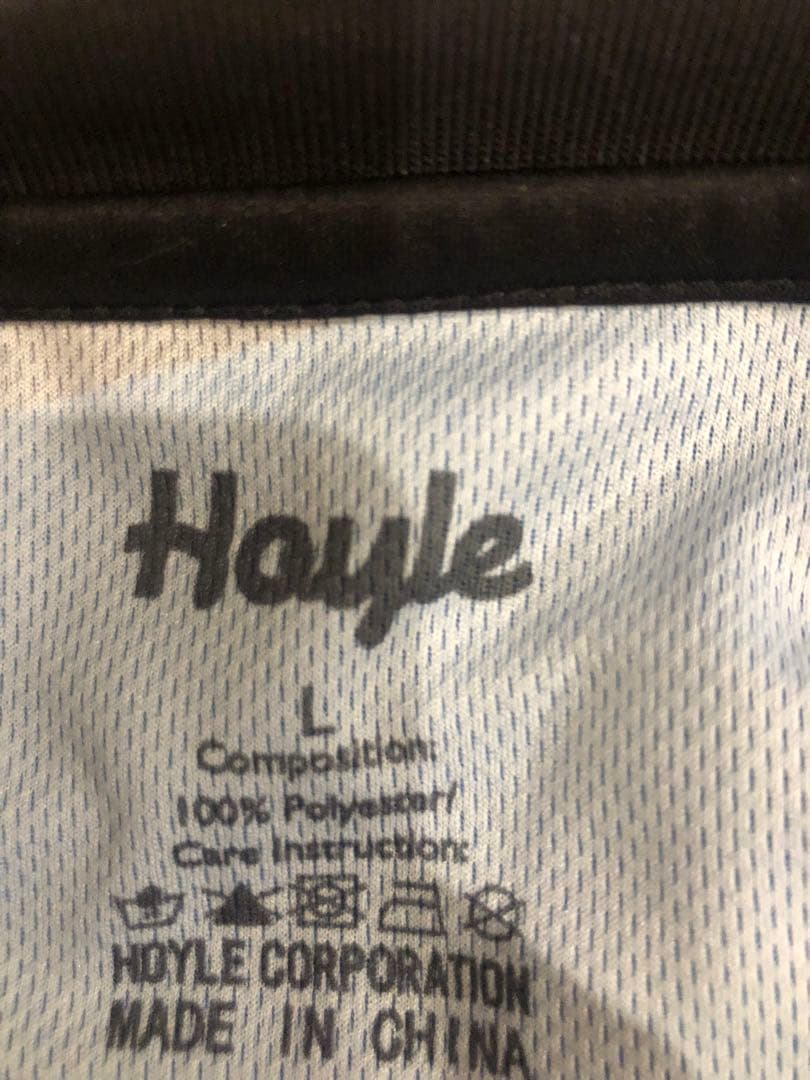 Hoyle
L
Composition:
100% Polyester/
Care Instruction:
HOYLE CORPORATION
MADE IN CHINA